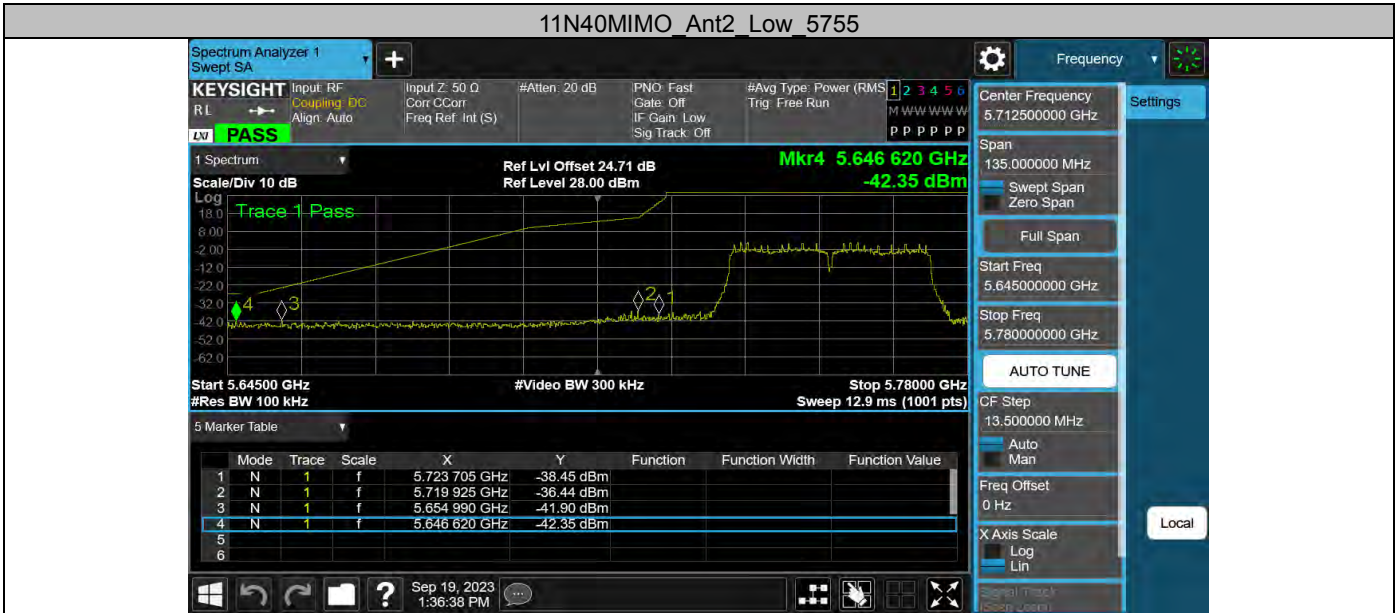 11N40MIMO_Ant2_Low_5755
Spectrum Analyzer 1
Swept SA
+
Frequency
KEYSIGHT
Input: RF
Coupling: DC
Align: Auto
Input Z: 50 Ω
Corr CCorr
Freq Ref: Int (S)
#Atten: 20 dB
PNO: Fast
Gate: Off
IF Gain: Low
Sig Track: Off
#Avg Type: Power (RMS
Trig: Free Run
1 2 3 4 5 6
M W W W W W
P P P P P P
R L
LXI
PASS
1 Spectrum
Scale/Div 10 dB
Ref Lvl Offset 24.71 dB
Ref Level 28.00 dBm
Mkr4 5.646 620 GHz
-42.35 dBm
Log
Trace 1 Pass
18.0
8.00
-2.00
-12.0
-22.0
-32.0
-42.0
-52.0
-62.0
4
3
2
1
Start 5.64500 GHz
#Res BW 100 kHz
#Video BW 300 kHz
Stop 5.78000 GHz
Sweep 12.9 ms (1001 pts)
5 Marker Table
Mode Trace Scale X Y Function Function Width Function Value
1 N 1 f 5.723 705 GHz -38.45 dBm
2 N 1 f 5.719 925 GHz -36.44 dBm
3 N 1 f 5.654 990 GHz -41.90 dBm
4 N 1 f 5.646 620 GHz -42.35 dBm
5
6
Center Frequency
5.712500000 GHz
Settings
Span
135.000000 MHz
Swept Span
Zero Span
Full Span
Start Freq
5.645000000 GHz
Stop Freq
5.780000000 GHz
AUTO TUNE
CF Step
13.500000 MHz
Auto
Man
Freq Offset
0 Hz
Local
X Axis Scale
Log
Lin
Signal Track
(Span Zoom)
?
Sep 19, 2023
1:36:38 PM